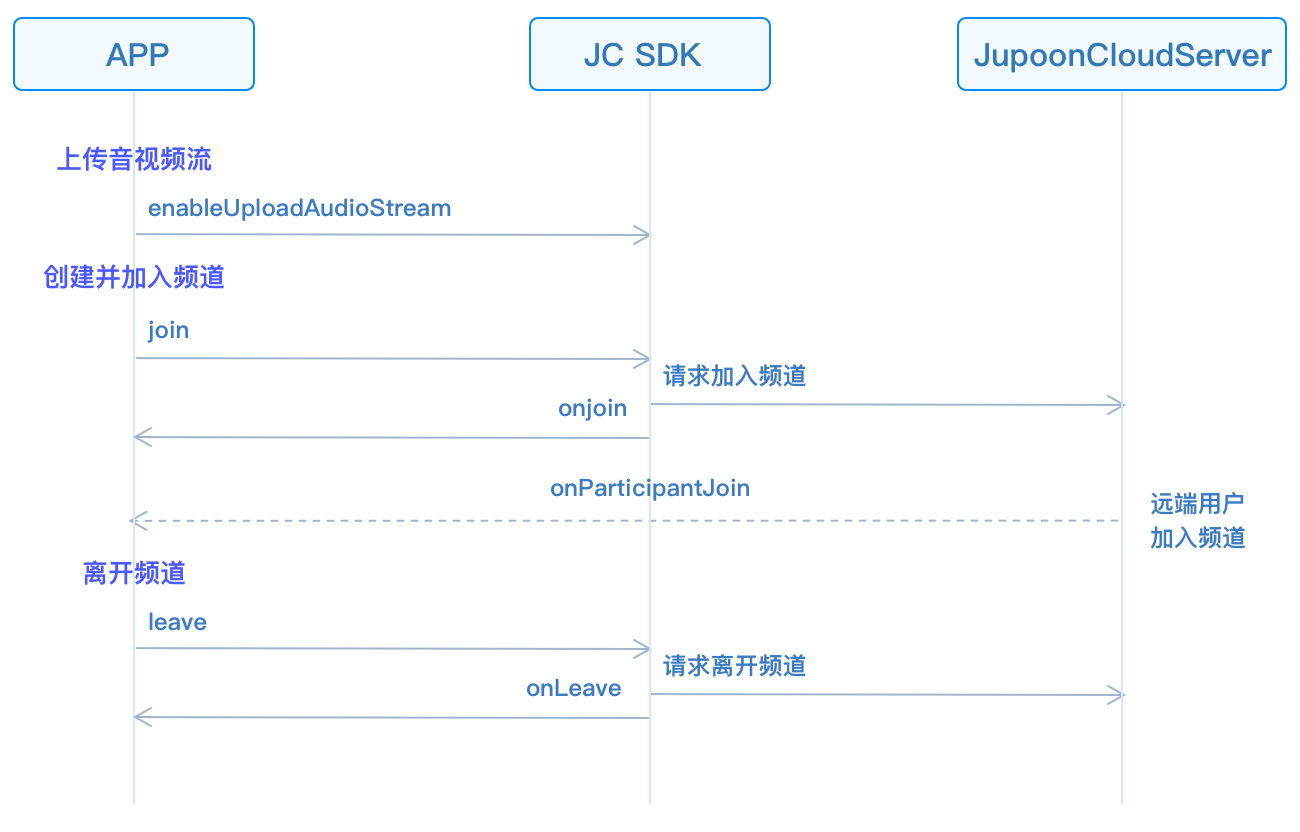 APP
JC SDK
JupoonCloudServer
上传音视频流
enableUploadAudioStream
创建并加入频道
join
请求加入频道
onjoin
onParticipantJoin
远端用户
加入频道
离开频道
leave
请求离开频道
onLeave